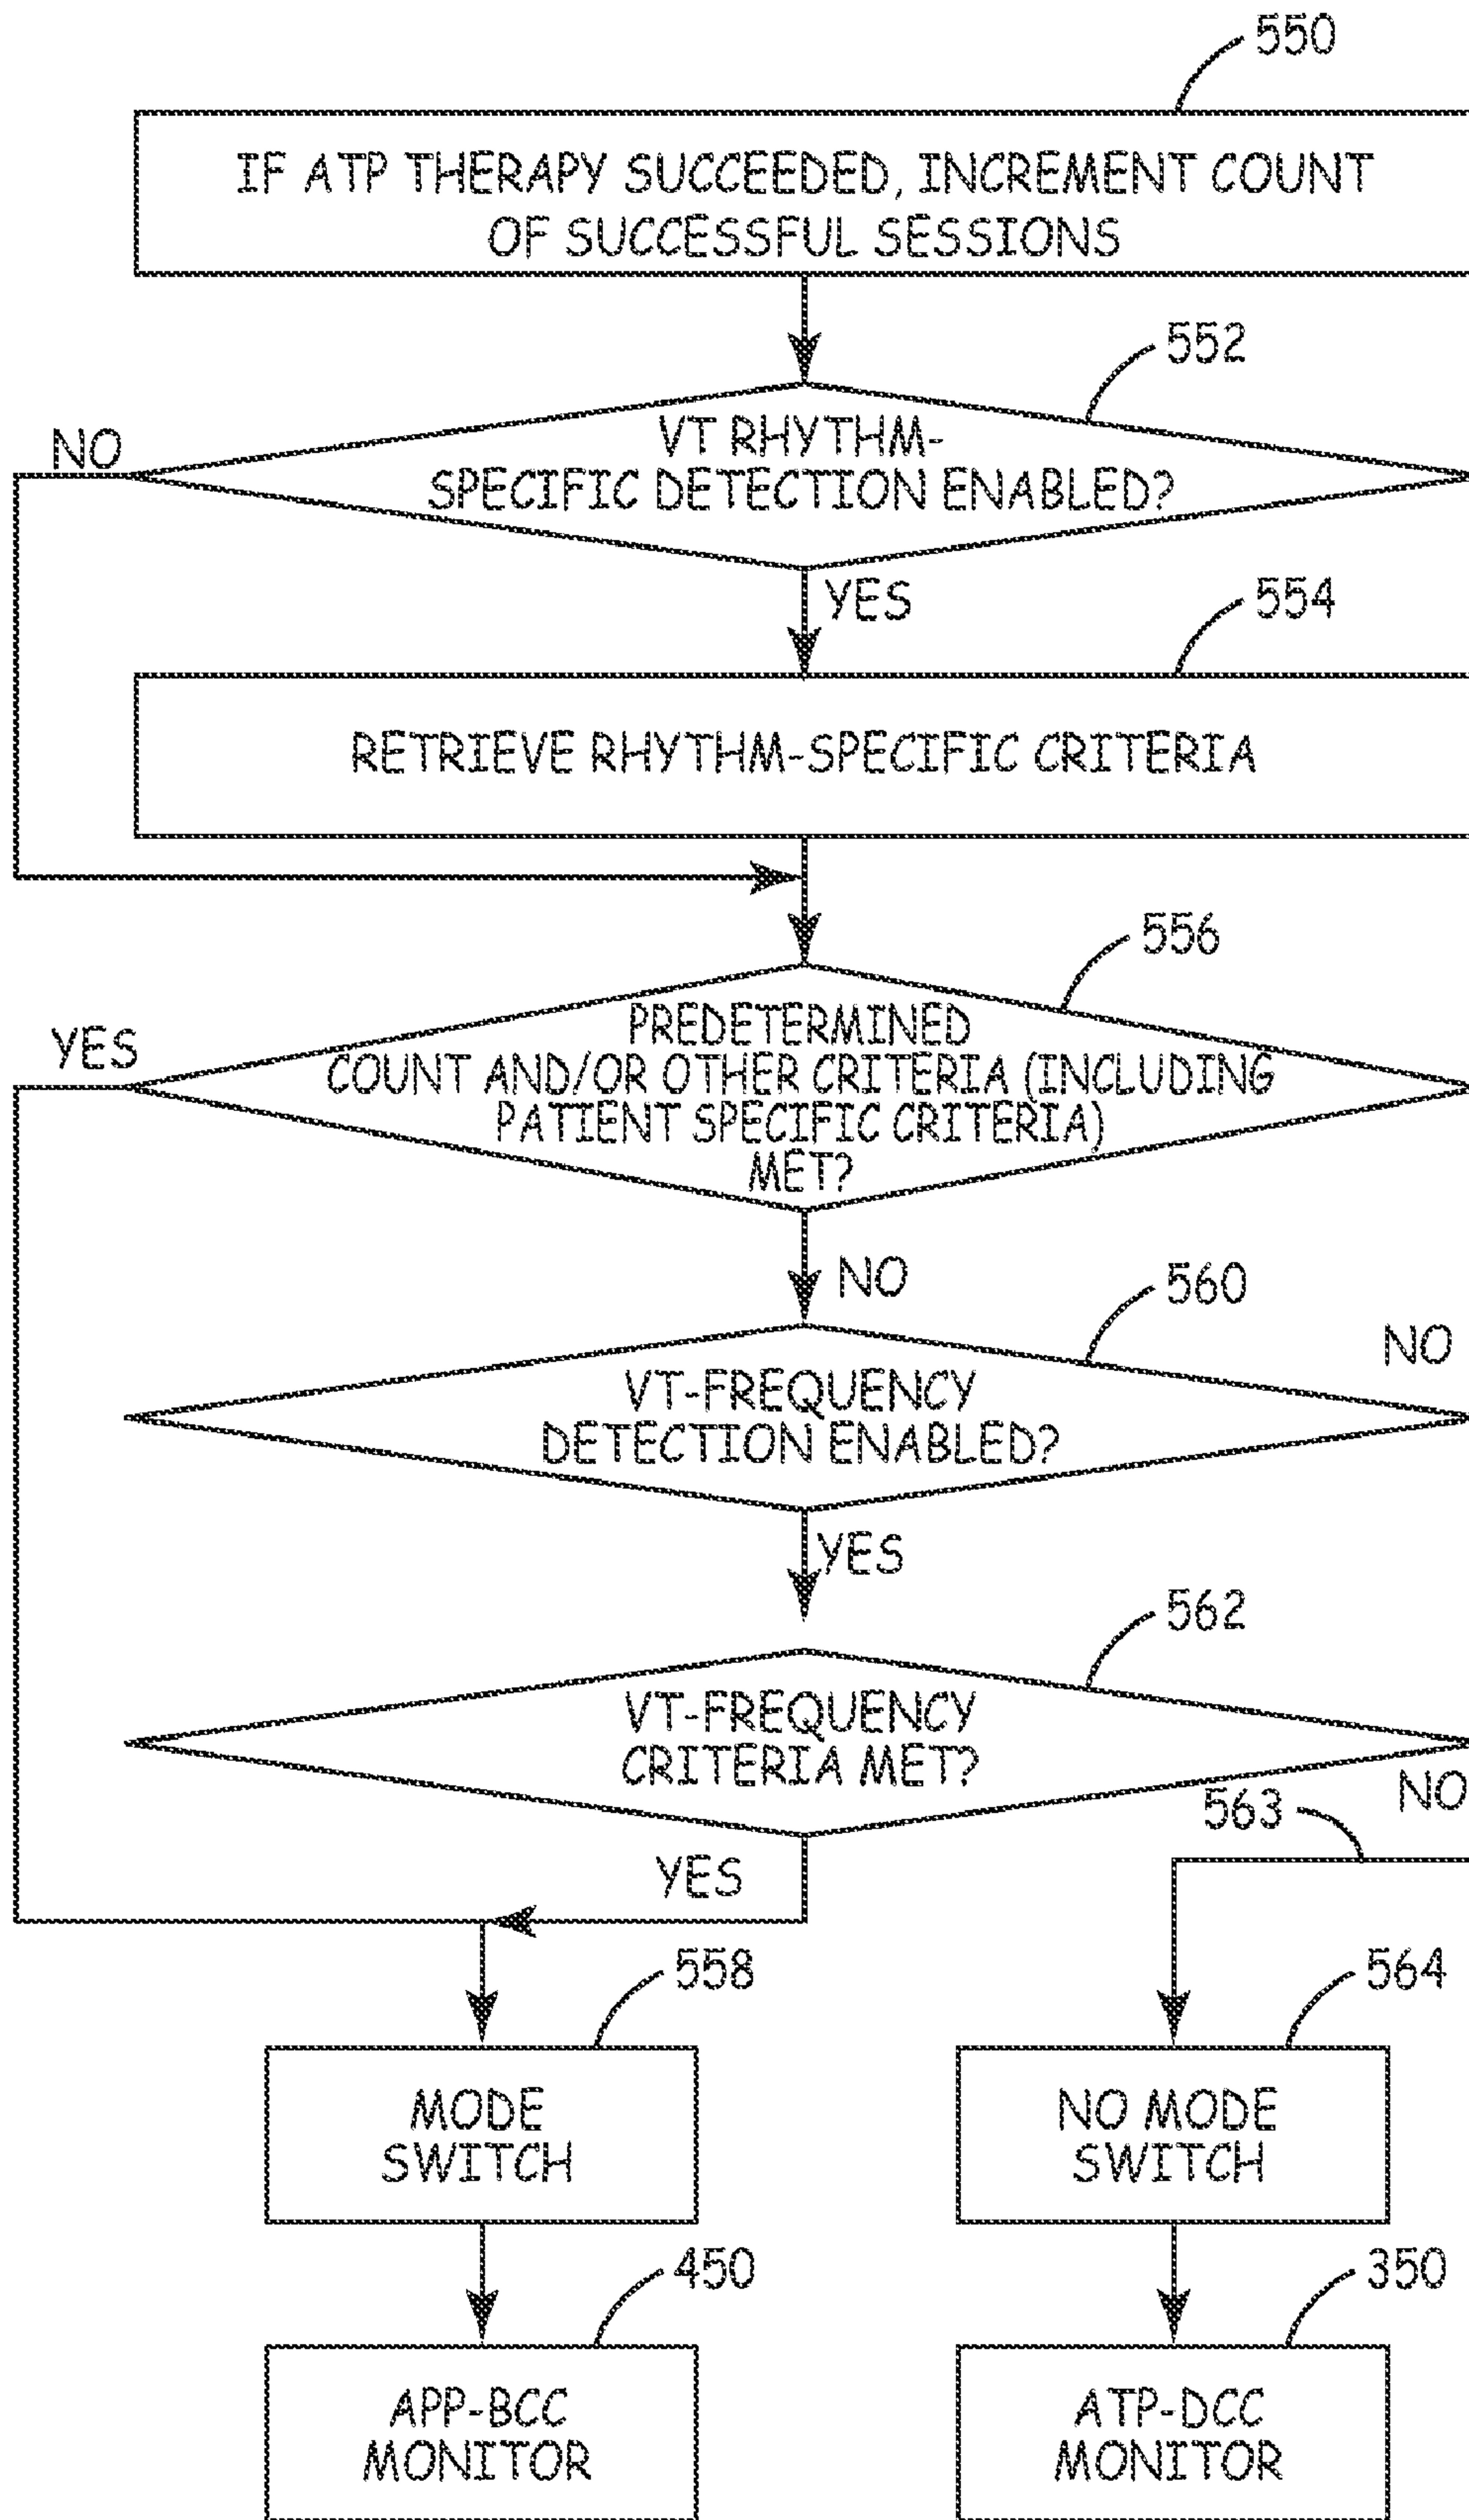 550
IF ATP THERAPY SUCCEEDED, INCREMENT COUNT
OF SUCCESSFUL SESSIONS
552
NO
VT RHYTHM-
SPECIFIC DETECTION ENABLED?
YES
554
RETRIEVE RHYTHM-SPECIFIC CRITERIA
556
YES
PREDETERMINED
COUNT AND/OR OTHER CRITERIA (INCLUDING
PATIENT SPECIFIC CRITERIA)
MET?
NO
560
NO
VT-FREQUENCY
DETECTION ENABLED?
YES
562
VT-FREQUENCY
CRITERIA MET?
NO
563
YES
558
564
MODE
SWITCH
NO MODE
SWITCH
450
350
APP-BCC
MONITOR
ATP-DCC
MONITOR